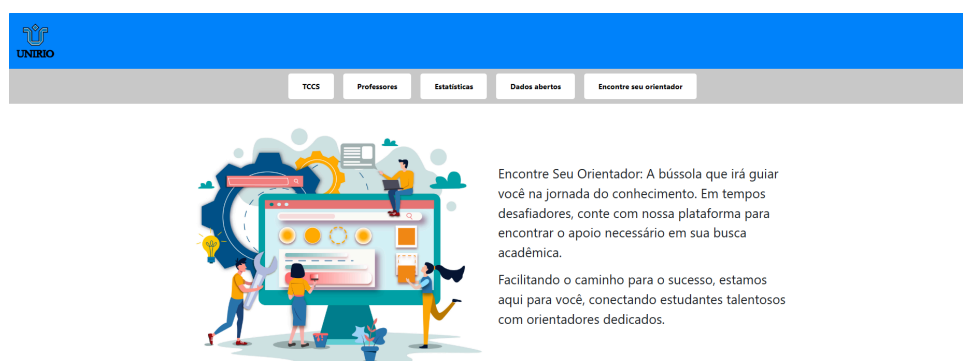 UNIRIO
TCCS
Professores
Estatísticas
Dados abertos
Encontre seu orientador
Encontre Seu Orientador: A bússola que irá guiar
você na jornada do conhecimento. Em tempos
desafiadores, conte com nossa plataforma para
encontrar o apoio necessário em sua busca
acadêmica.
Facilitando o caminho para o sucesso, estamos
aqui para você, conectando estudantes talentosos
com orientadores dedicados.